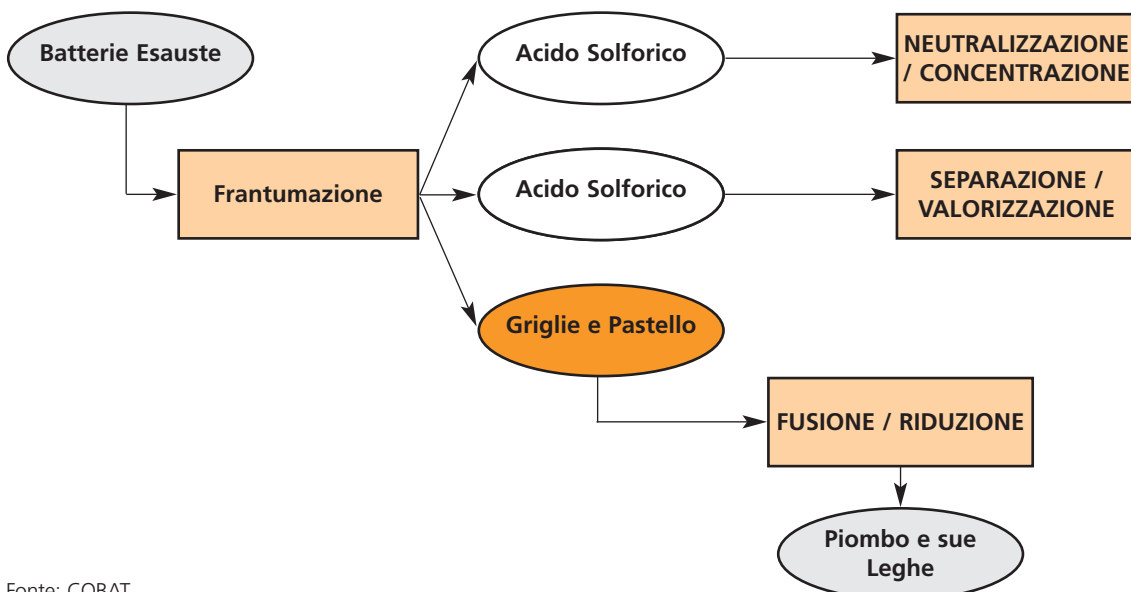 Batterie Esauste
Acido Solforico
NEUTRALIZZAZIONE
/ CONCENTRAZIONE
Frantumazione
Acido Solforico
SEPARAZIONE /
VALORIZZAZIONE
Griglie e Pastello
FUSIONE / RIDUZIONE
Piombo e sue
Leghe
Fonte: COBAT